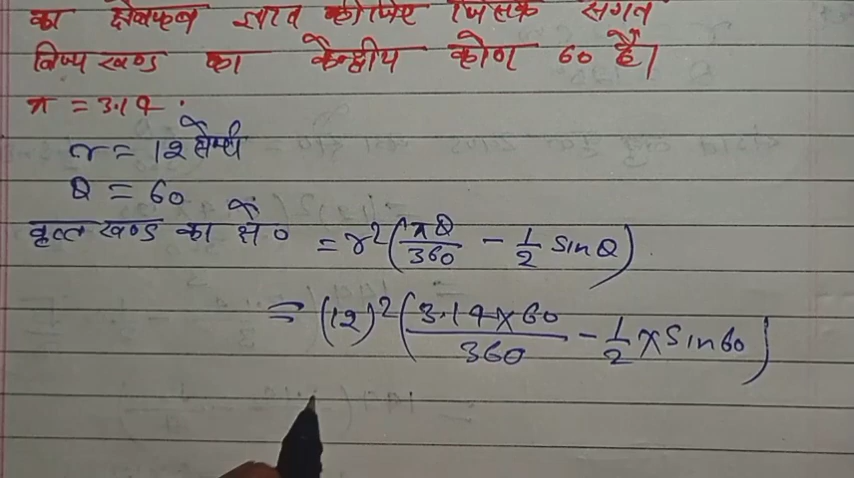 का क्षेत्रफल ज्ञात कीजिए जिसके संगत
त्रिज्य खण्ड का केन्द्रीय कोण 60 है।
π = 3.14
r = 12 सेमी
θ = 60
वृत्त खण्ड का क्षे० = r²(πθ/360 - 1/2 sinθ)
= (12)²(3.14×60/360 - 1/2 × sin60)